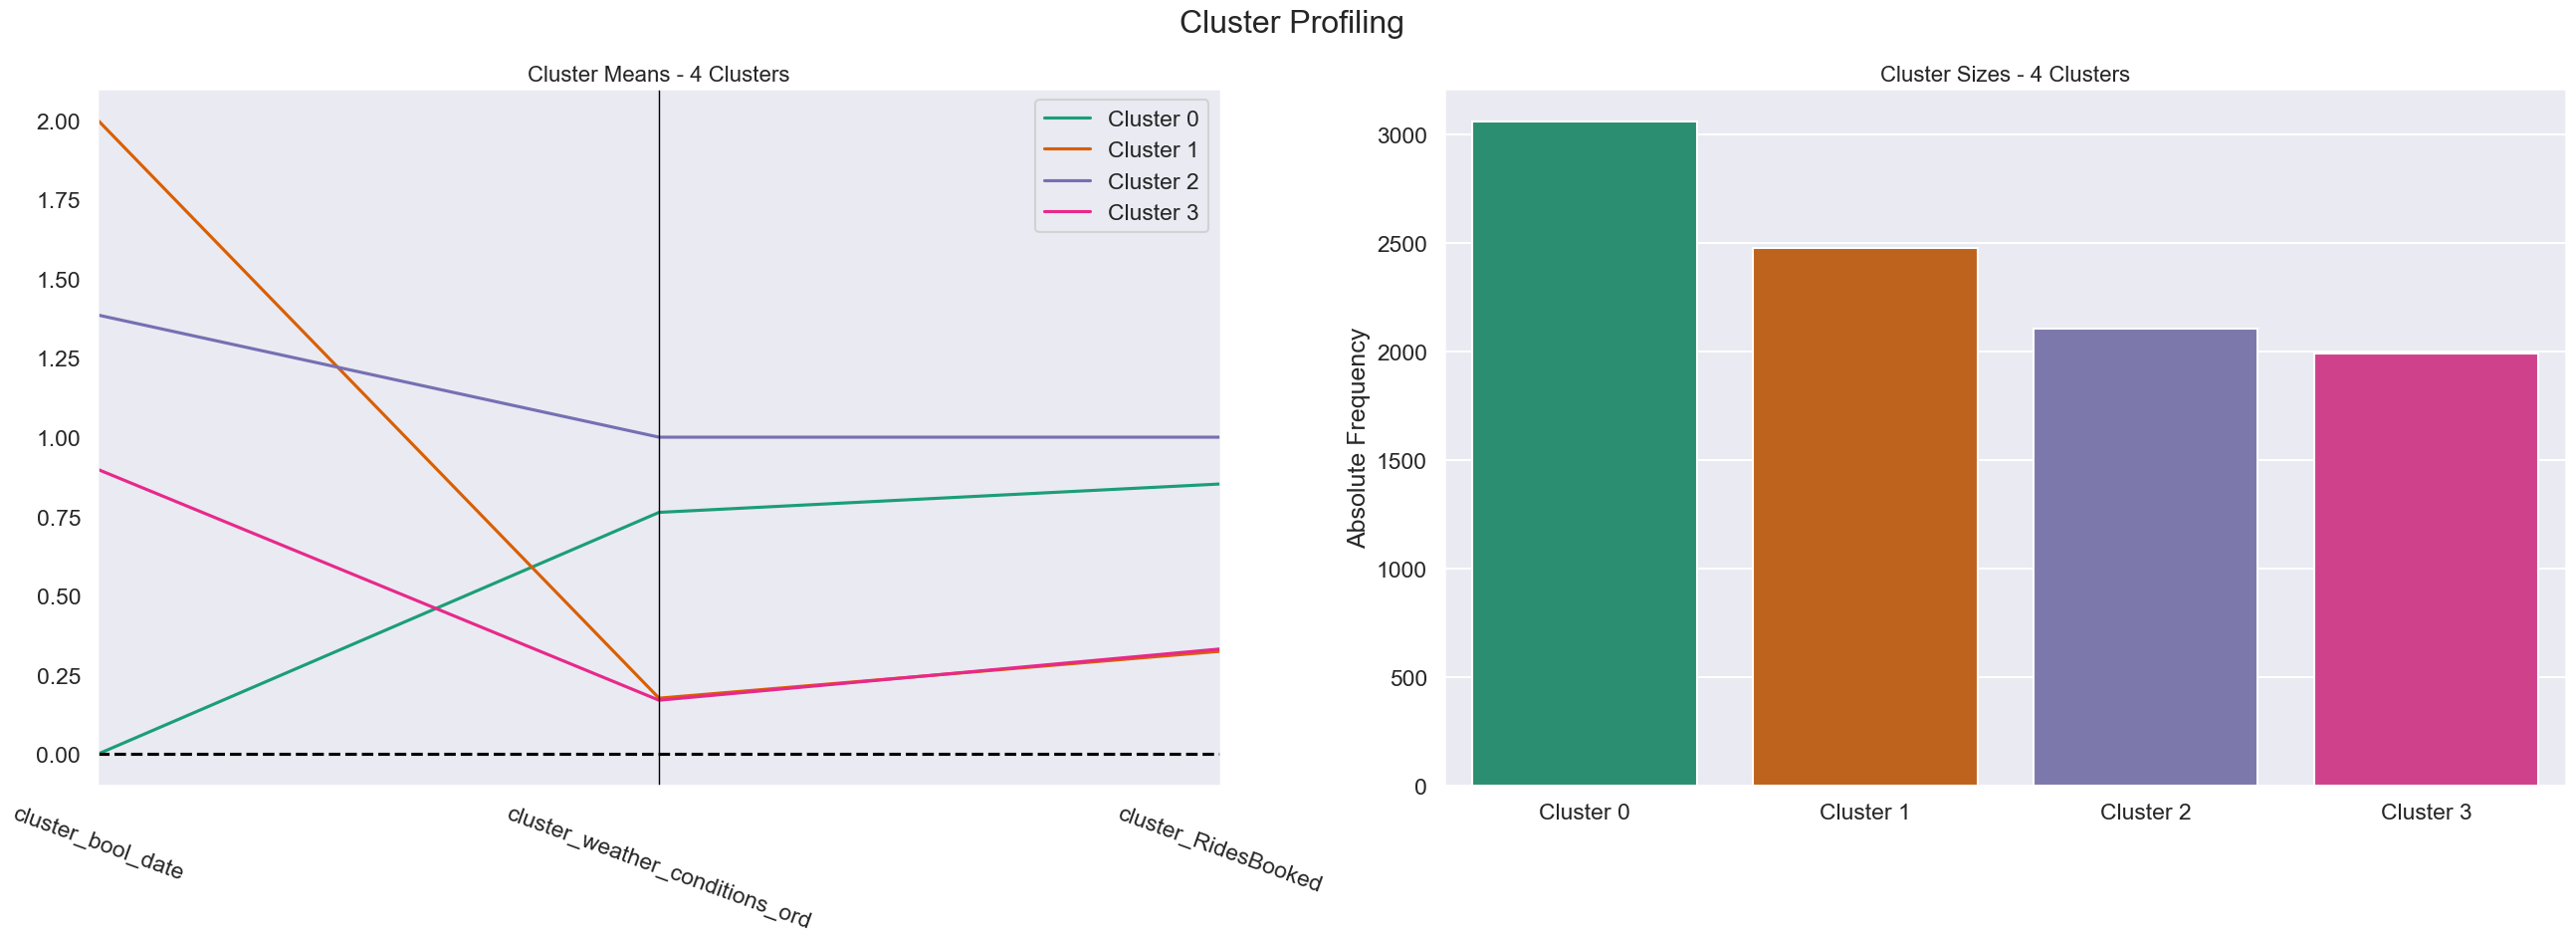 Cluster Profiling
Cluster Means - 4 Clusters
2.00
1.75
1.50
1.25
1.00
0.75
0.50
0.25
0.00
Cluster 0
Cluster 1
Cluster 2
Cluster 3
cluster_bool_date
cluster_weather_conditions_ord
cluster_RidesBooked
Cluster Sizes - 4 Clusters
Absolute Frequency
3000
2500
2000
1500
1000
500
0
Cluster 0
Cluster 1
Cluster 2
Cluster 3